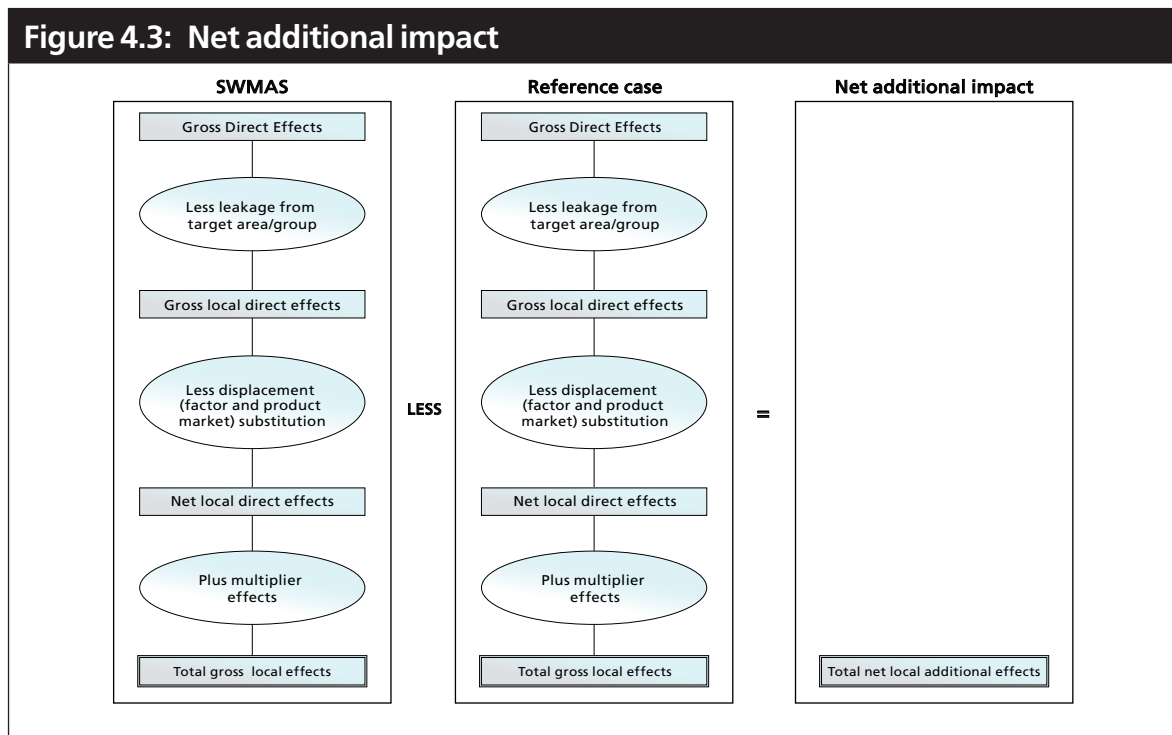 Figure 4.3: Net additional impact
SWMAS
Gross Direct Effects
Less leakage from
target area/group
Gross local direct effects
Less displacement
(factor and product
market) substitution
Net local direct effects
Plus multiplier
effects
Total gross local effects
LESS
Reference case
Gross Direct Effects
Less leakage from
target area/group
Gross local direct effects
Less displacement
(factor and product
market) substitution
Net local direct effects
Plus multiplier
effects
Total gross local effects
=
Net additional impact
Total net local additional effects